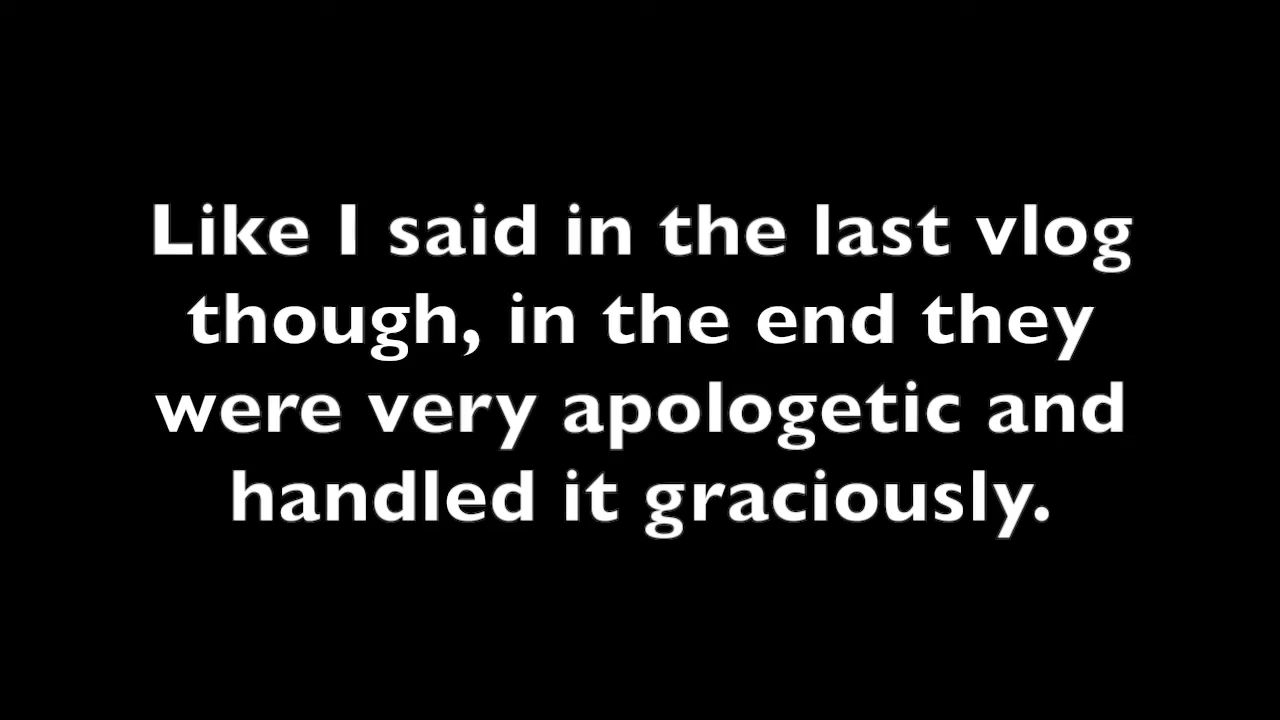 Like I said in the last vlog
though, in the end they
were very apologetic and
handled it graciously.